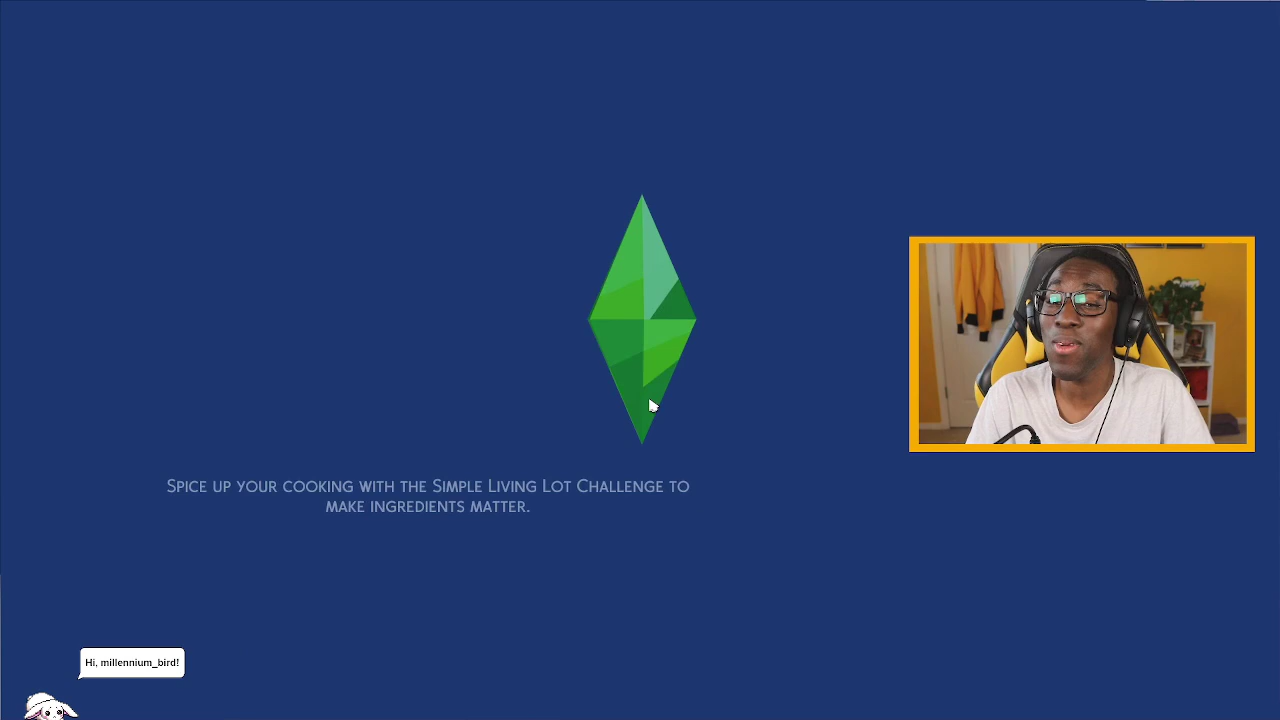 Spice up your cooking with the Simple Living Lot Challenge to
make ingredients matter.
Hi, millennium_bird!